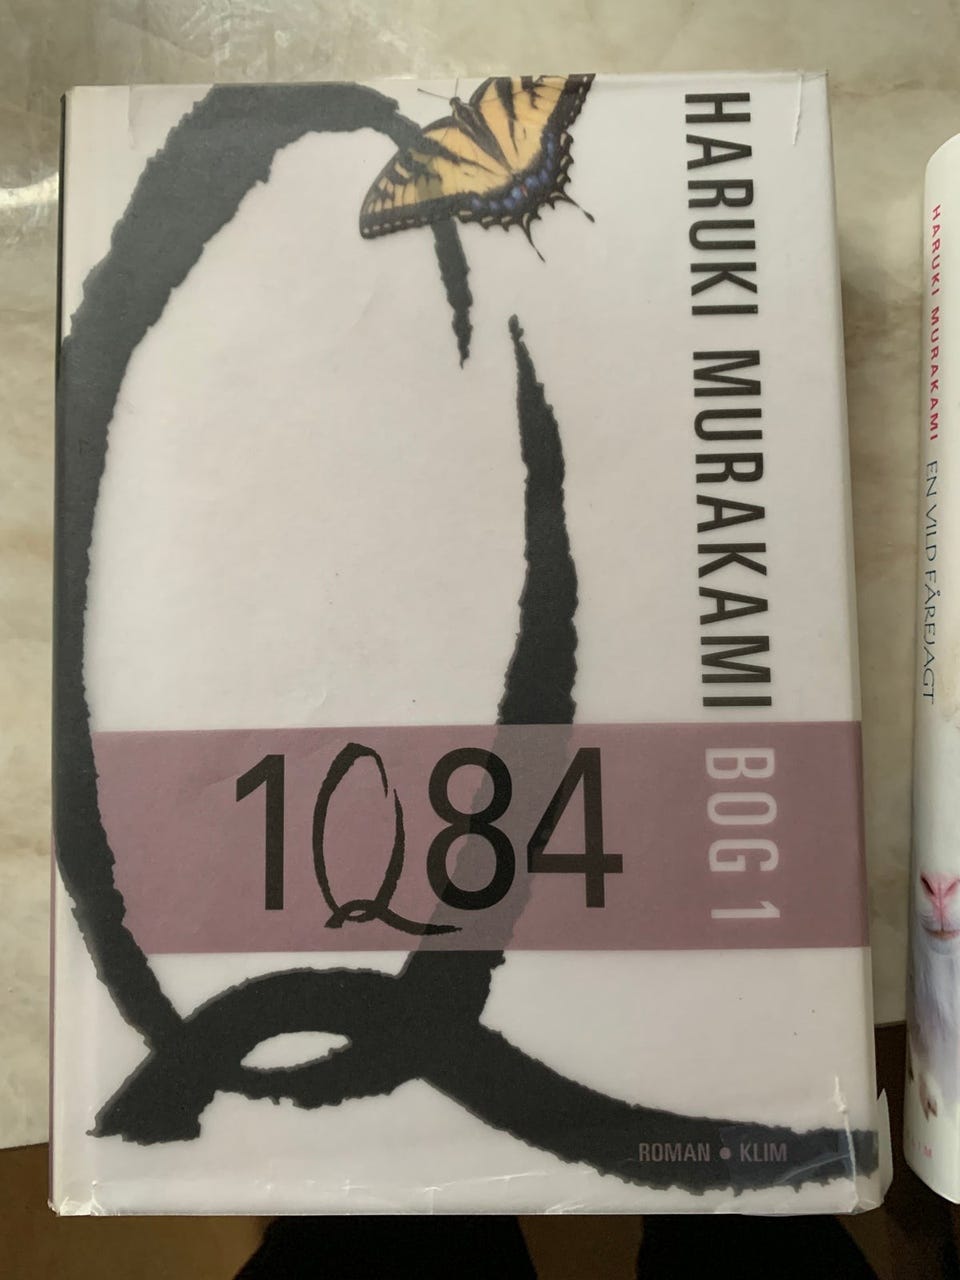 HARUKI MURAKAMI BOG 1
1Q84
ROMAN • KLIM
HARUKI MURAKAMI EN VILD FÅREJAGT